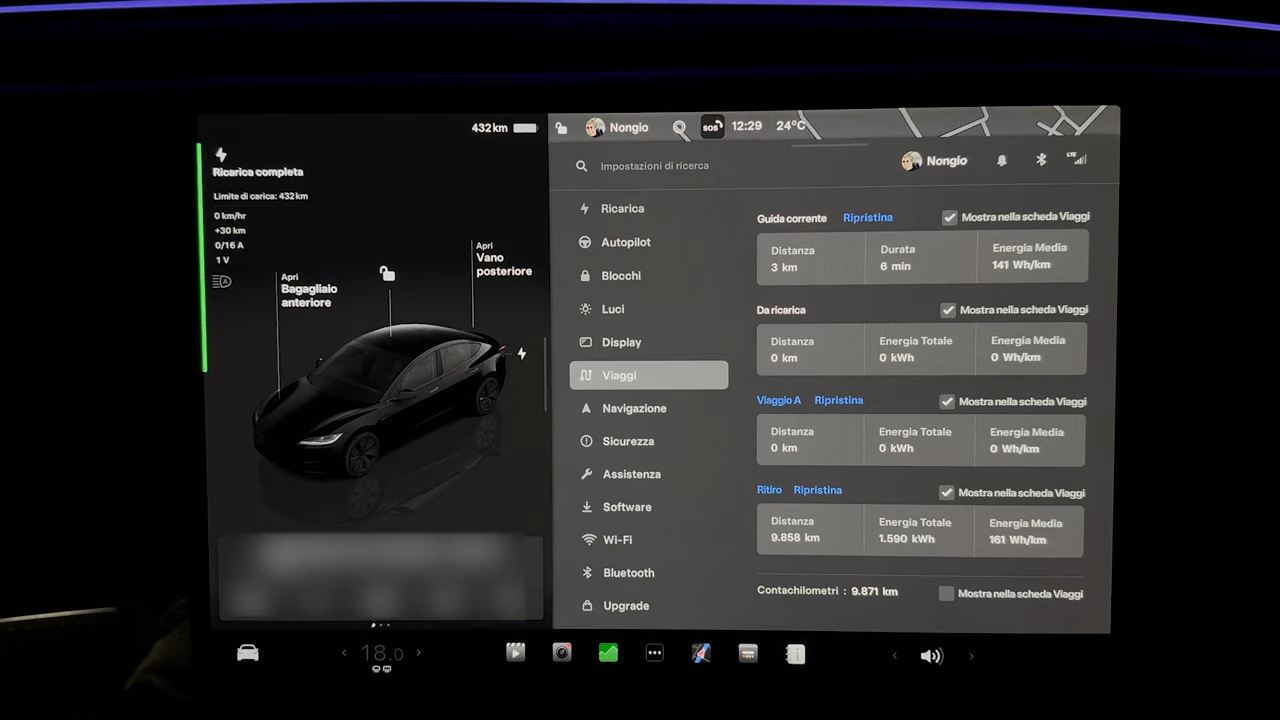 432 km
Ricarica completa
Limite di carica: 432 km
0 km/hr
+30 km
0/16 A
1 V
A
Apri
Bagagliaio
anteriore
Apri
Vano
posteriore
Nongio
SOS
12:29
24°C
Impostazioni di ricerca
Nongio
LTE
Ricarica
Autopilot
Blocchi
Luci
Display
Viaggi
Navigazione
Sicurezza
Assistenza
Software
Wi-Fi
Bluetooth
Upgrade
Guida corrente Ripristina Mostra nella scheda Viaggi
Distanza Durata Energia Media
3 km 6 min 141 Wh/km
Da ricarica Mostra nella scheda Viaggi
Distanza Energia Totale Energia Media
0 km 0 kWh 0 Wh/km
Viaggio A Ripristina Mostra nella scheda Viaggi
Distanza Energia Totale Energia Media
0 km 0 kWh 0 Wh/km
Ritiro Ripristina Mostra nella scheda Viaggi
Distanza Energia Totale Energia Media
9.858 km 1.590 kWh 161 Wh/km
Contachilometri : 9.871 km Mostra nella scheda Viaggi
18.0